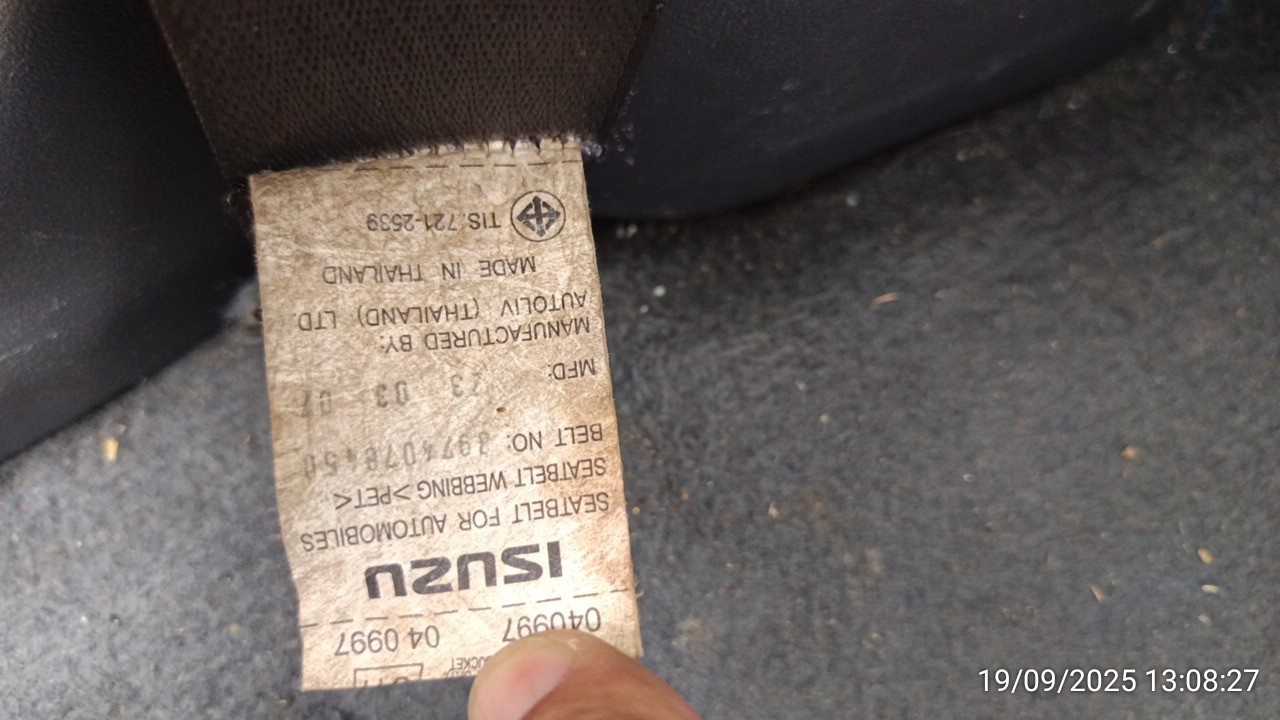 040997 04 0997
ISUZU
SEATBELT FOR AUTOMOBILES
SEATBELT WEBBING >PET<
BELT NO: 3974078450
MFD: 23 03 07
MANUFACTURED BY:
AUTOLIV (THAILAND) LTD
MADE IN THAILAND
TIS.721-2539
19/09/2025 13:08:27